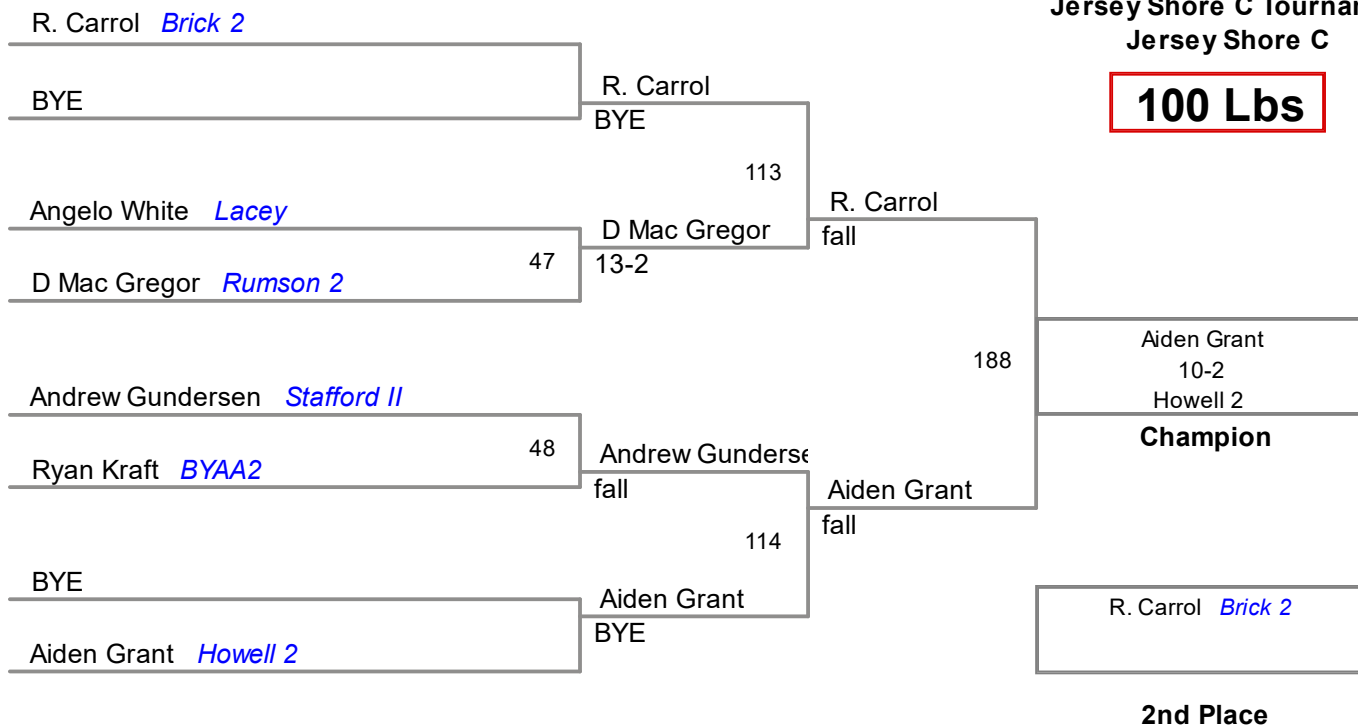 Jersey Shore C Tourna
Jersey Shore C
100 Lbs
R. Carrol Brick 2
BYE
R. Carrol
BYE
113
Angelo White Lacey
47
D Mac Gregor Rumson 2
D Mac Gregor
13-2
R. Carrol
fall
188
Andrew Gundersen Stafford II
48
Ryan Kraft BYAA2
Andrew Gunderse
fall
114
BYE
Aiden Grant Howell 2
Aiden Grant
BYE
Aiden Grant
fall
Aiden Grant
10-2
Howell 2
Champion
R. Carrol Brick 2
2nd Place